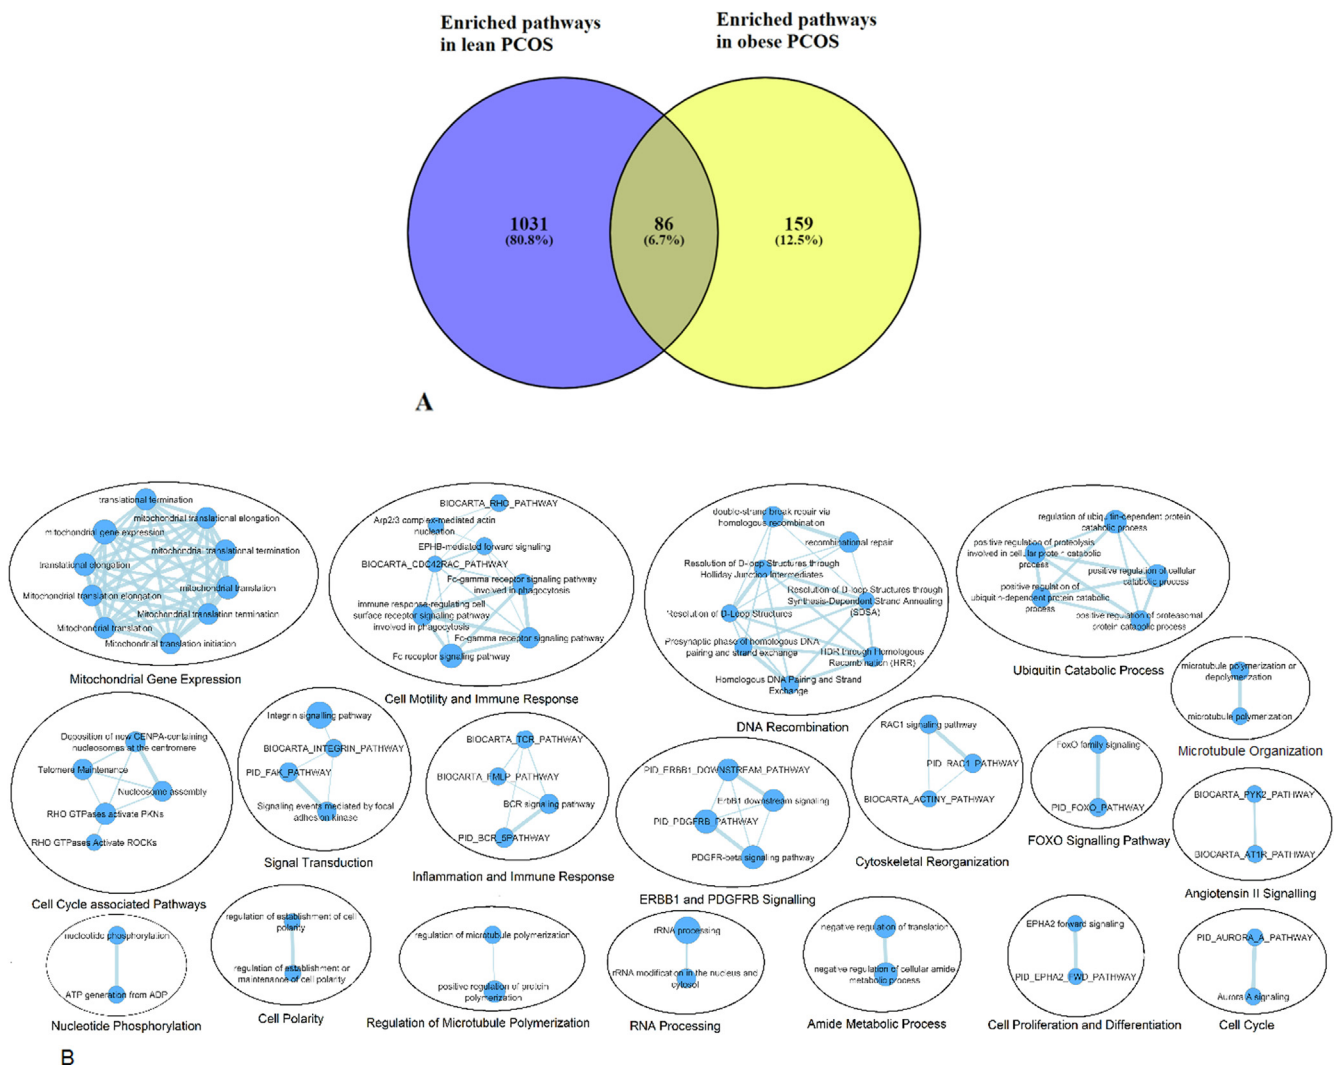 Enriched pathways
in lean PCOS
Enriched pathways
in obese PCOS
1031
(80.8%)
86
(6.7%)
159
(12.5%)
A
translational termination
mitochondrial translational elongation
mitochondrial gene expression
mitochondrial translational termination
translational elongation
mitochondrial translation
Mitochondrial translation elongation
Mitochondrial translation termination
Mitochondrial translation
Mitochondrial translation initiation
Mitochondrial Gene Expression
BIOCARTA_RHO_PATHWAY
Arp2/3 complex-mediated actin
nucleation
EPHB-mediated forward signaling
BIOCARTA_CDC42RAC_PATHWAY
Fc-gamma receptor signaling pathway
involved in phagocytosis
immune response-regulating cell
surface receptor signaling pathway
involved in phagocytosis
Fc-gamma receptor signaling pathway
Fc receptor signaling pathway
Cell Motility and Immune Response
double-strand break repair via
homologous recombination
recombinational repair
Resolution of D-loop Structures through
Holliday Junction Intermediates
Resolution of D-loop Structures through
Synthesis-Dependent Strand Annealing
(SDSA)
Resolution of D-Loop Structures
Presynaptic phase of homologous DNA
pairing and strand exchange
HDR through Homologous
Recombination (HRR)
Homologous DNA Pairing and Strand
Exchange
DNA Recombination
regulation of ubiquitin-dependent protein
catabolic process
positive regulation of proteolysis
involved in cellular protein catabolic
process
positive regulation of cellular
catabolic process
positive regulation of
ubiquitin-dependent protein catabolic
process
positive regulation of proteasomal
protein catabolic process
Ubiquitin Catabolic Process
microtubule polymerization or
depolymerization
microtubule polymerization
Microtubule Organization
Deposition of new CENPA-containing
nucleosomes at the centromere
Telomere Maintenance
Nucleosome assembly
RHO GTPases activate PKNs
RHO GTPases Activate ROCKs
Cell Cycle associated Pathways
Integrin signalling pathway
BIOCARTA_INTEGRIN_PATHWAY
PID_FAK_PATHWAY
Signaling events mediated by focal
adhesion kinase
Signal Transduction
BIOCARTA_TCR_PATHWAY
BIOCARTA_FMLP_PATHWAY
BCR signaling pathway
PID_BCR_5PATHWAY
Inflammation and Immune Response
PID_ERBB1_DOWNSTREAM_PATHWAY
ErbB1 downstream signaling
PID_PDGFRB_PATHWAY
PDGFR-beta signaling pathway
ERBB1 and PDGFRB Signalling
RAC1 signaling pathway
PID_RAC1_PATHWAY
BIOCARTA_ACTINY_PATHWAY
Cytoskeletal Reorganization
FoxO family signaling
PID_FOXO_PATHWAY
FOXO Signalling Pathway
BIOCARTA_PYK2_PATHWAY
BIOCARTA_AT1R_PATHWAY
Angiotensin II Signalling
nucleotide phosphorylation
ATP generation from ADP
Nucleotide Phosphorylation
regulation of establishment of cell
polarity
regulation of establishment or
maintenance of cell polarity
Cell Polarity
regulation of microtubule polymerization
positive regulation of protein
polymerization
Regulation of Microtubule Polymerization
rRNA processing
rRNA modification in the nucleus and
cytosol
RNA Processing
negative regulation of translation
negative regulation of cellular amide
metabolic process
Amide Metabolic Process
EPHA2 forward signaling
PID_EPHA2_FWD_PATHWAY
Cell Proliferation and Differentiation
PID_AURORA_A_PATHWAY
Aurora A signaling
Cell Cycle
B